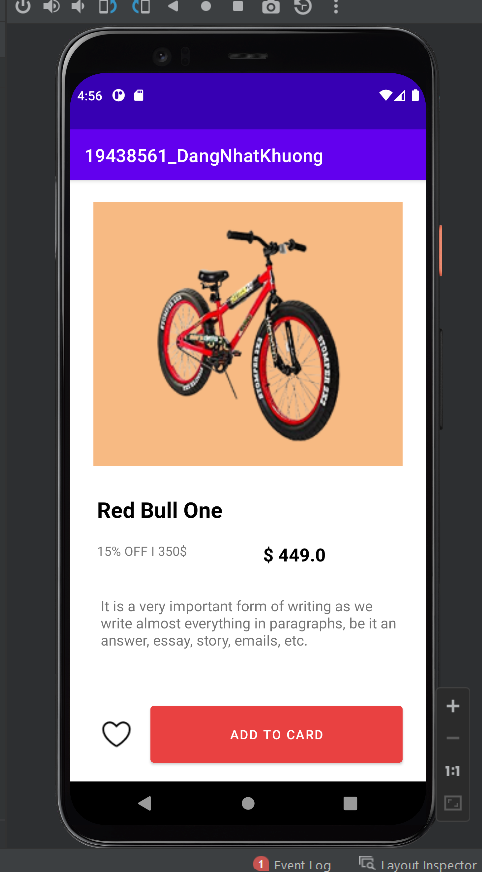 4:56
19438561_DangNhatKhuong
STOMPER 2X5
Red Bull One
15% OFF I 350$
$ 449.0
It is a very important form of writing as we
write almost everything in paragraphs, be it an
answer, essay, story, emails, etc.
ADD TO CARD
1:1
1 Event Log
Layout Inspector